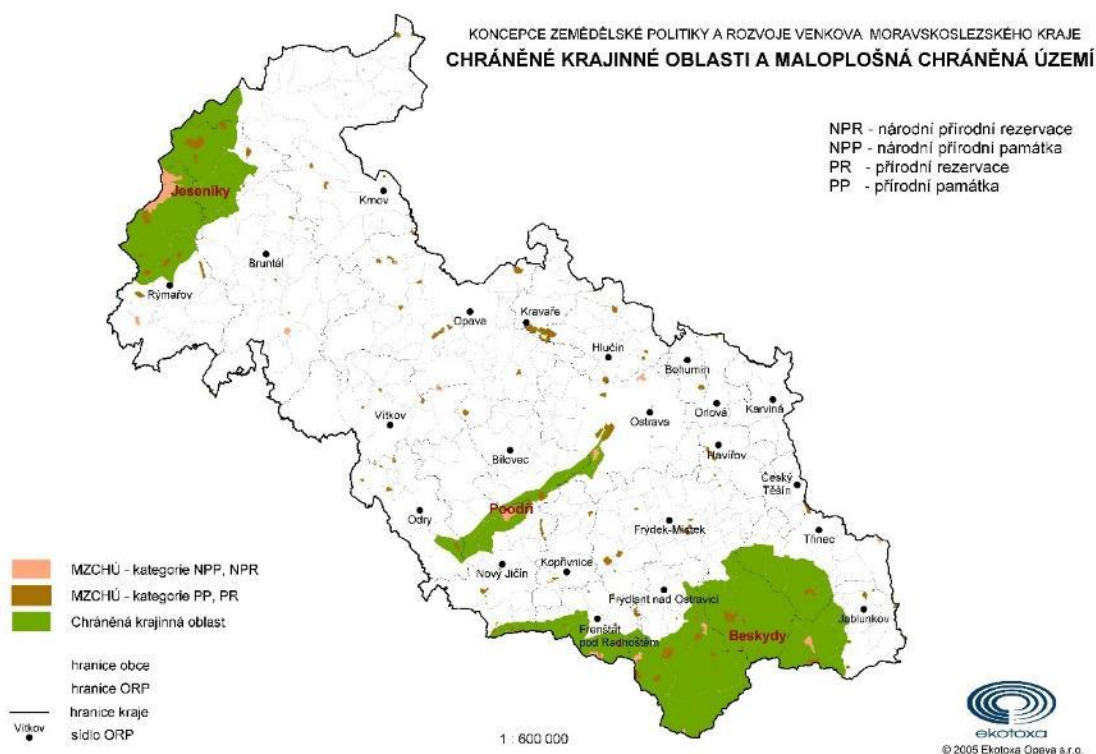 KONCEPCE ZEMĚDĚLSKÉ POLITIKY A ROZVOJE VENKOVA MORAVSKOSLEZSKÉHO KRAJE
CHRÁNĚNÉ KRAJINNÉ OBLASTI A MALOPLOŠNÁ CHRÁNĚNÁ ÚZEMÍ
NPR - národní přírodní rezervace
NPP - národní přírodní památka
PR - přírodní rezervace
PP - přírodní památka
Jeseníky
Krnov
Bruntál
Rýmařov
Opava
Kravaře
Hlučín
Bohumín
Vítkov
Ostrava
Orlová
Karviná
Bílovec
Havířov
Český
Těšín
Poodří
Odry
Frýdek-Místek
Třinec
Nový Jičín
Kopřivnice
Frýdlant nad Ostravicí
Frenštát
pod Radhoštěm
Beskydy
Jablunkov
MZCHÚ - kategorie NPP, NPR
MZCHÚ - kategorie PP, PR
Chráněná krajinná oblast
hranice obce
hranice ORP
hranice kraje
Vítkov
sídlo ORP
1 : 600 000
ekotoxa
© 2005 Ekotoxa Opava s.r.o.